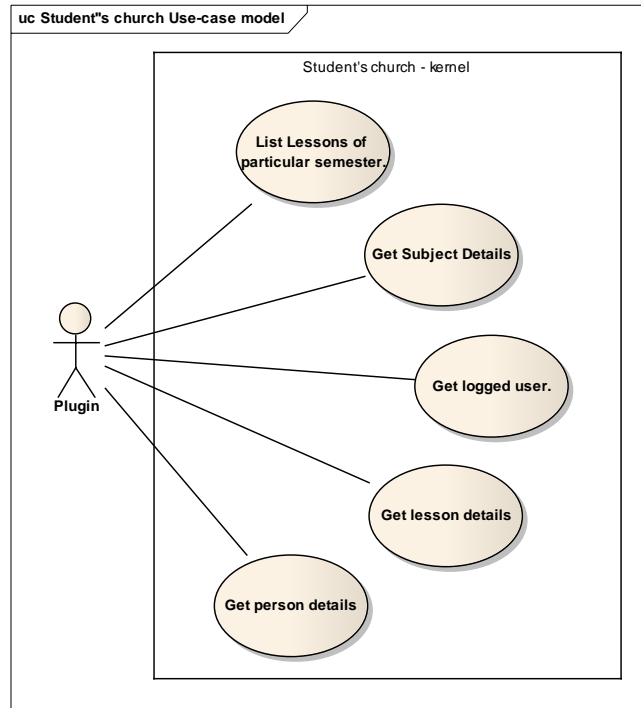 uc Student"s church Use-case model
Student's church - kernel
List Lessons of
particular semester.
Get Subject Details
Get logged user.
Plugin
Get lesson details
Get person details